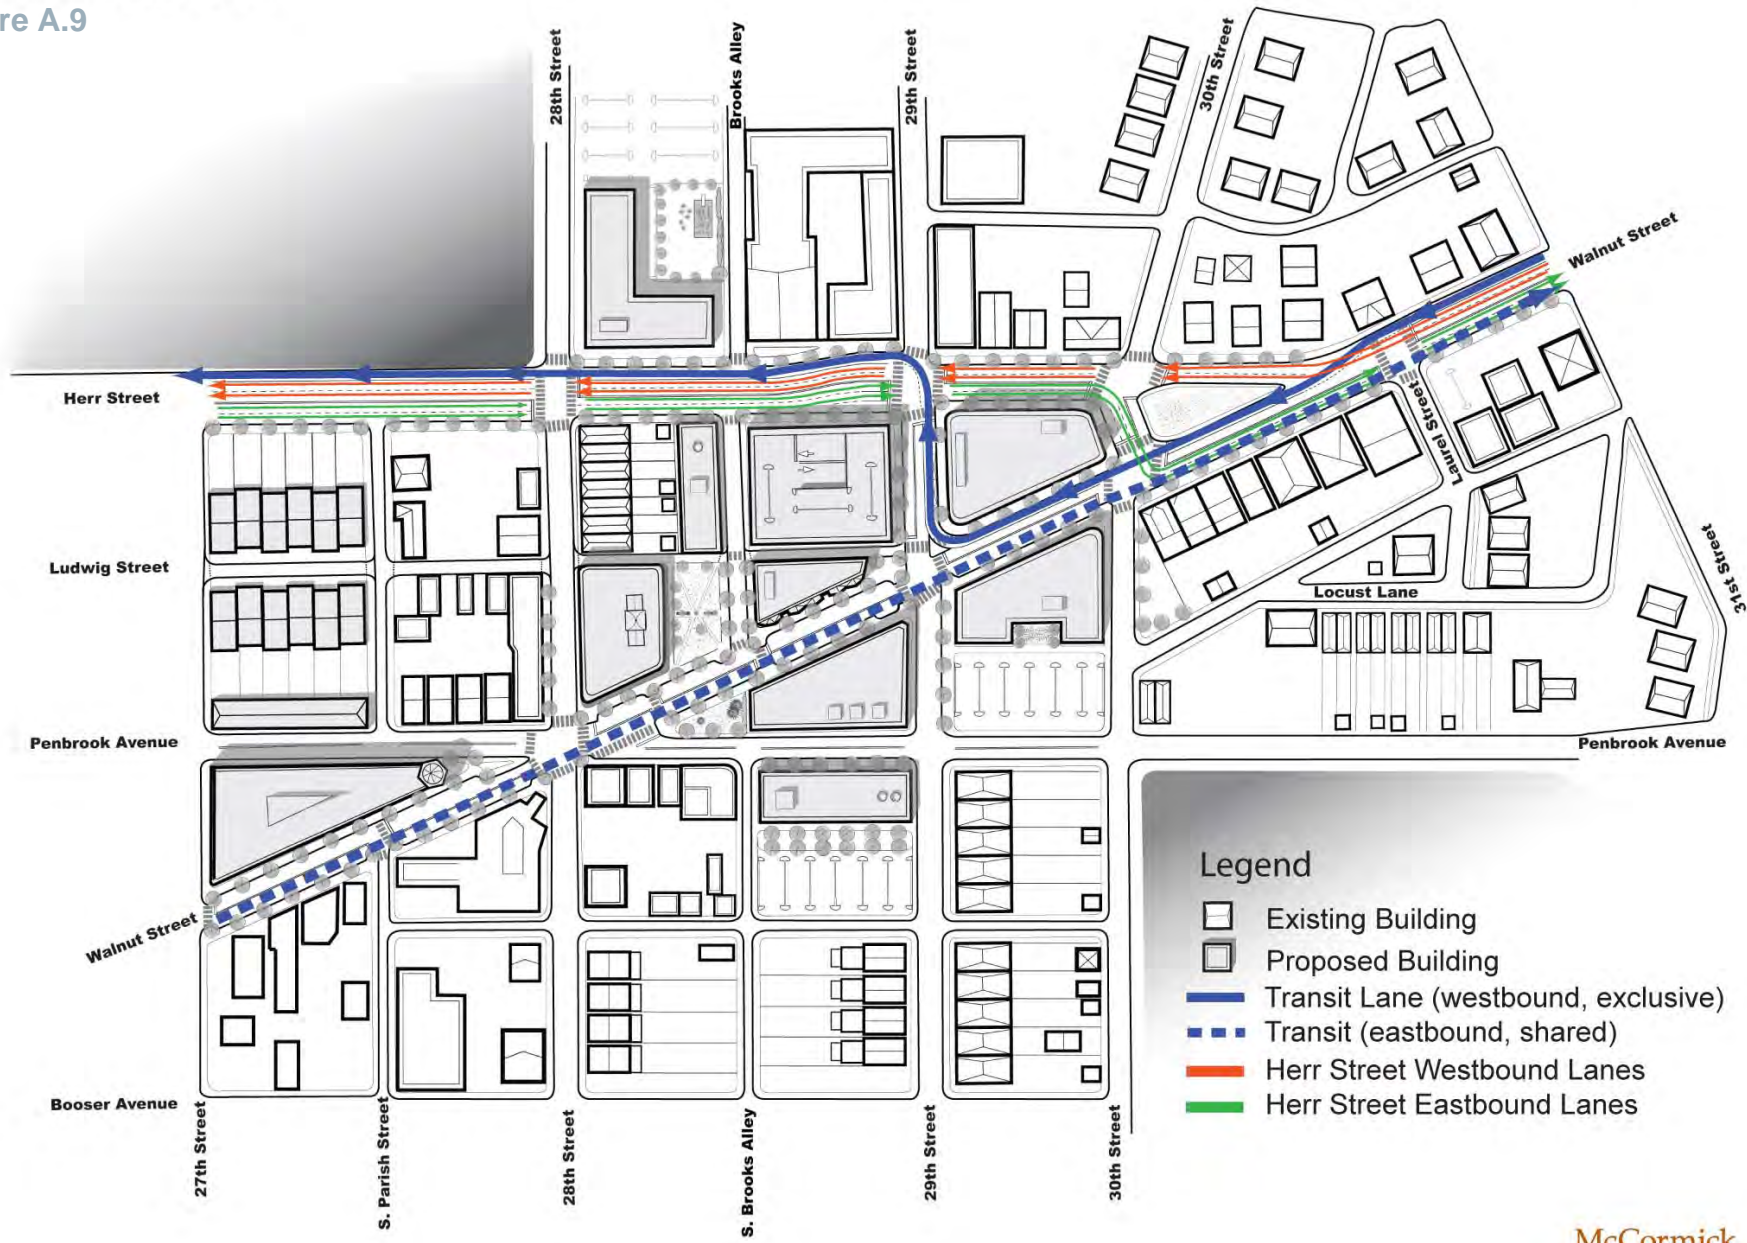 re A.9
28th Street
Brooks Alley
29th Street
30th Street
Walnut Street
Herr Street
Laurel Street
31st Street
Ludwig Street
Locust Lane
Penbrook Avenue
Penbrook Avenue
Walnut Street
Legend
Existing Building
Proposed Building
Transit Lane (westbound, exclusive)
Transit (eastbound, shared)
Herr Street Westbound Lanes
Herr Street Eastbound Lanes
Booser Avenue
27th Street
S. Parish Street
28th Street
S. Brooks Alley
29th Street
30th Street
McCormick